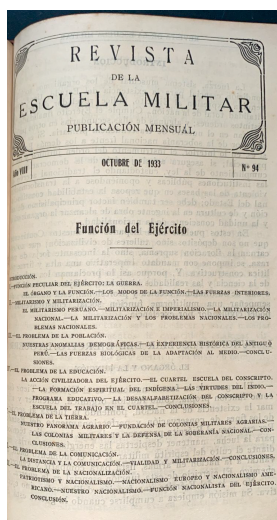 REVISTA
DE LA
ESCUELA MILITAR
PUBLICACIÓN MENSUAL
Año VIII OCTUBRE DE 1933 Nº 94
Función del Ejército
INTRODUCCIÓN.
FUNCIÓN PECULIAR DEL EJÉRCITO: LA GUERRA.
EL ÓRGANO Y LA FUNCIÓN.—LOS MODOS DE LA FUNCIÓN.—LAS FUERZAS INTERIORES.
MILITARISMO Y MILITARIZACIÓN.
EL MILITARISMO PERUANO.—MILITARIZACIÓN E IMPERIALISMO.—LA MILITARIZACIÓN
NACIONAL.—LA MILITARIZACIÓN Y LOS PROBLEMAS NACIONALES.—LOS PRO-
BLEMAS NACIONALES.
EL PROBLEMA DE LA POBLACIÓN.
NUESTRAS ANOMALÍAS DEMOGRÁFICAS.—LA EXPERIENCIA HISTÓRICA DEL ANTIGUO
PERÚ.—LAS FUERZAS BIOLÓGICAS DE LA ADAPTACIÓN AL MEDIO.—CONCLU-
SIONES.
EL PROBLEMA DE LA EDUCACIÓN.
LA ACCIÓN CIVILIZADORA DEL EJÉRCITO.—EL CUARTEL ESCUELA DEL CONSCRIPTO.
—LA FORMACIÓN ESPIRITUAL DEL INDÍGENA.—LAS VIRTUDES DEL INDIO.—
PROGRAMA EDUCATIVO.—LA DESANALFABETIZACIÓN DEL CONSCRIPTO Y LA
ESCUELA DEL TRABAJO EN EL CUARTEL.—CONCLUSIONES.
EL PROBLEMA DE LA TIERRA.
NUESTRO PANORAMA AGRARIO.—FUNDACIÓN DE COLONIAS MILITARES AGRARIAS.—
LAS COLONIAS MILITARES Y LA DEFENSA DE LA SOBERANÍA NACIONAL.—CON-
CLUSIONES.
EL PROBLEMA DE LA COMUNICACIÓN.
LA DISTANCIA Y LA COMUNICACIÓN.—VIALIDAD Y MILITARIZACIÓN.—CONCLUSIONES.
EL PROBLEMA DE LA NACIONALIZACIÓN.
PATRIOTISMO Y NACIONALISMO.—NACIONALISMO EUROPEO Y NACIONALISMO AME-
RICANO.—NUESTRO NACIONALISMO.—FUNCIÓN NACIONALISTA DEL EJÉRCITO.
CONCLUSIÓN.